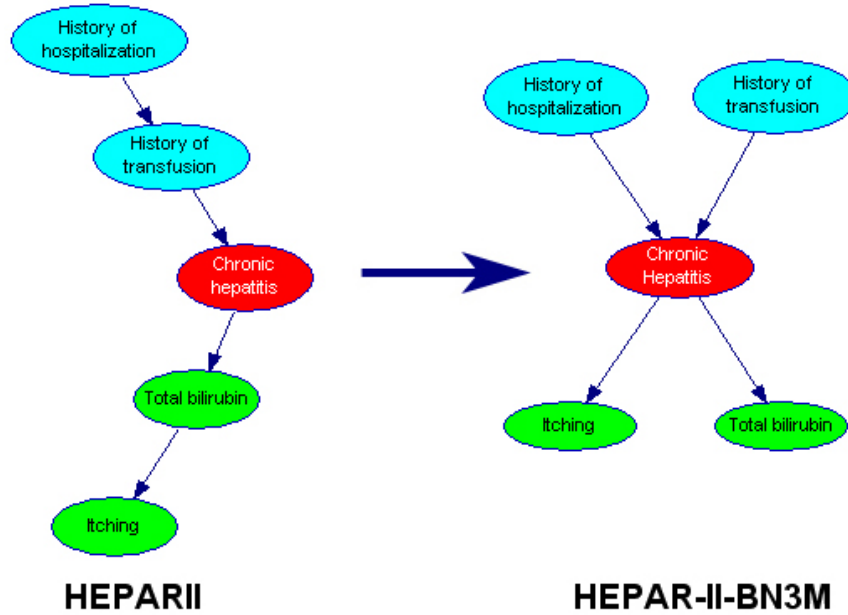 History of
hospitalization
History of
transfusion
Chronic
hepatitis
Total bilirubin
Itching
HEPARII
History of
hospitalization
History of
transfusion
Chronic
Hepatitis
Itching
Total bilirubin
HEPAR-II-BN3M